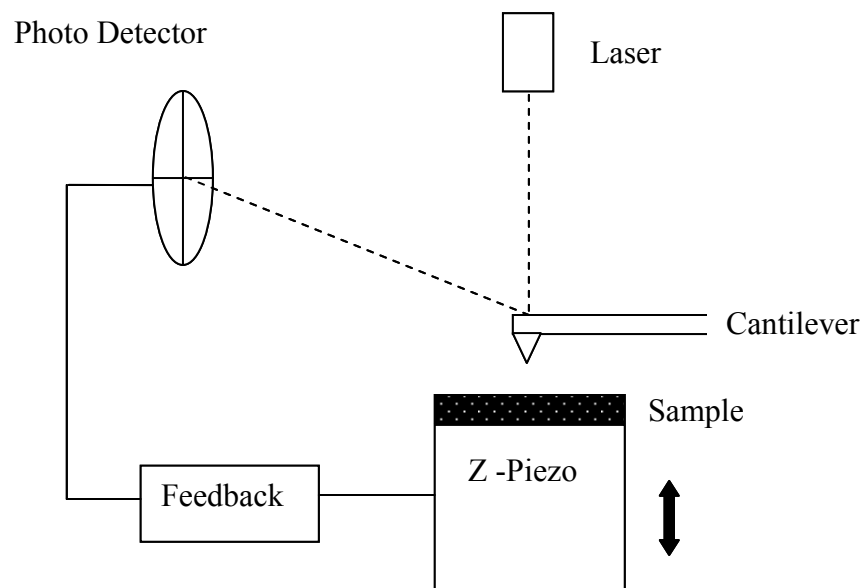 Photo Detector
Laser
Cantilever
Sample
Z -Piezo
Feedback